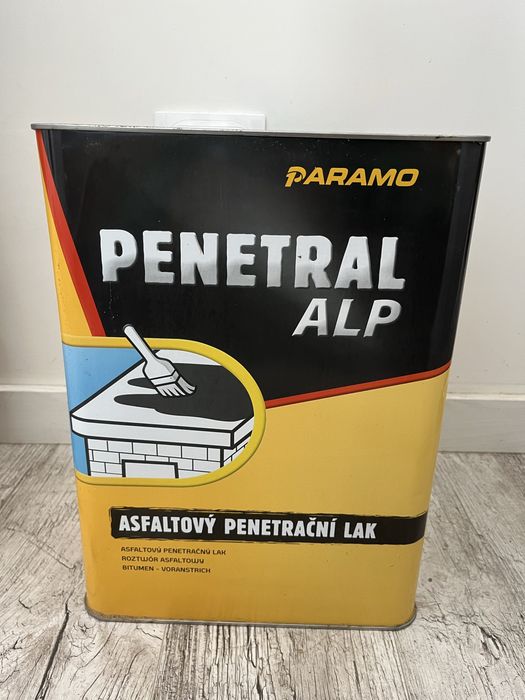 PARAMO
PENETRAL
ALP
ASFALTOVÝ PENETRAČNÍ LAK
ASFALTOVÝ PENETRAČNÝ LAK
ROZTWÓR ASFALTOWY
BITUMEN - VORANSTRICH